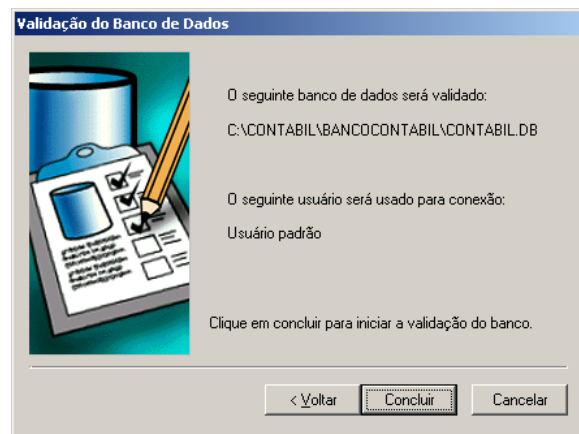 Validação do Banco de Dados
O seguinte banco de dados será validado:
C:\CONTABIL\BANCOCONTABIL\CONTABIL.DB
O seguinte usuário será usado para conexão:
Usuário padrão
Clique em concluir para iniciar a validação do banco.
< Voltar
Concluir
Cancelar